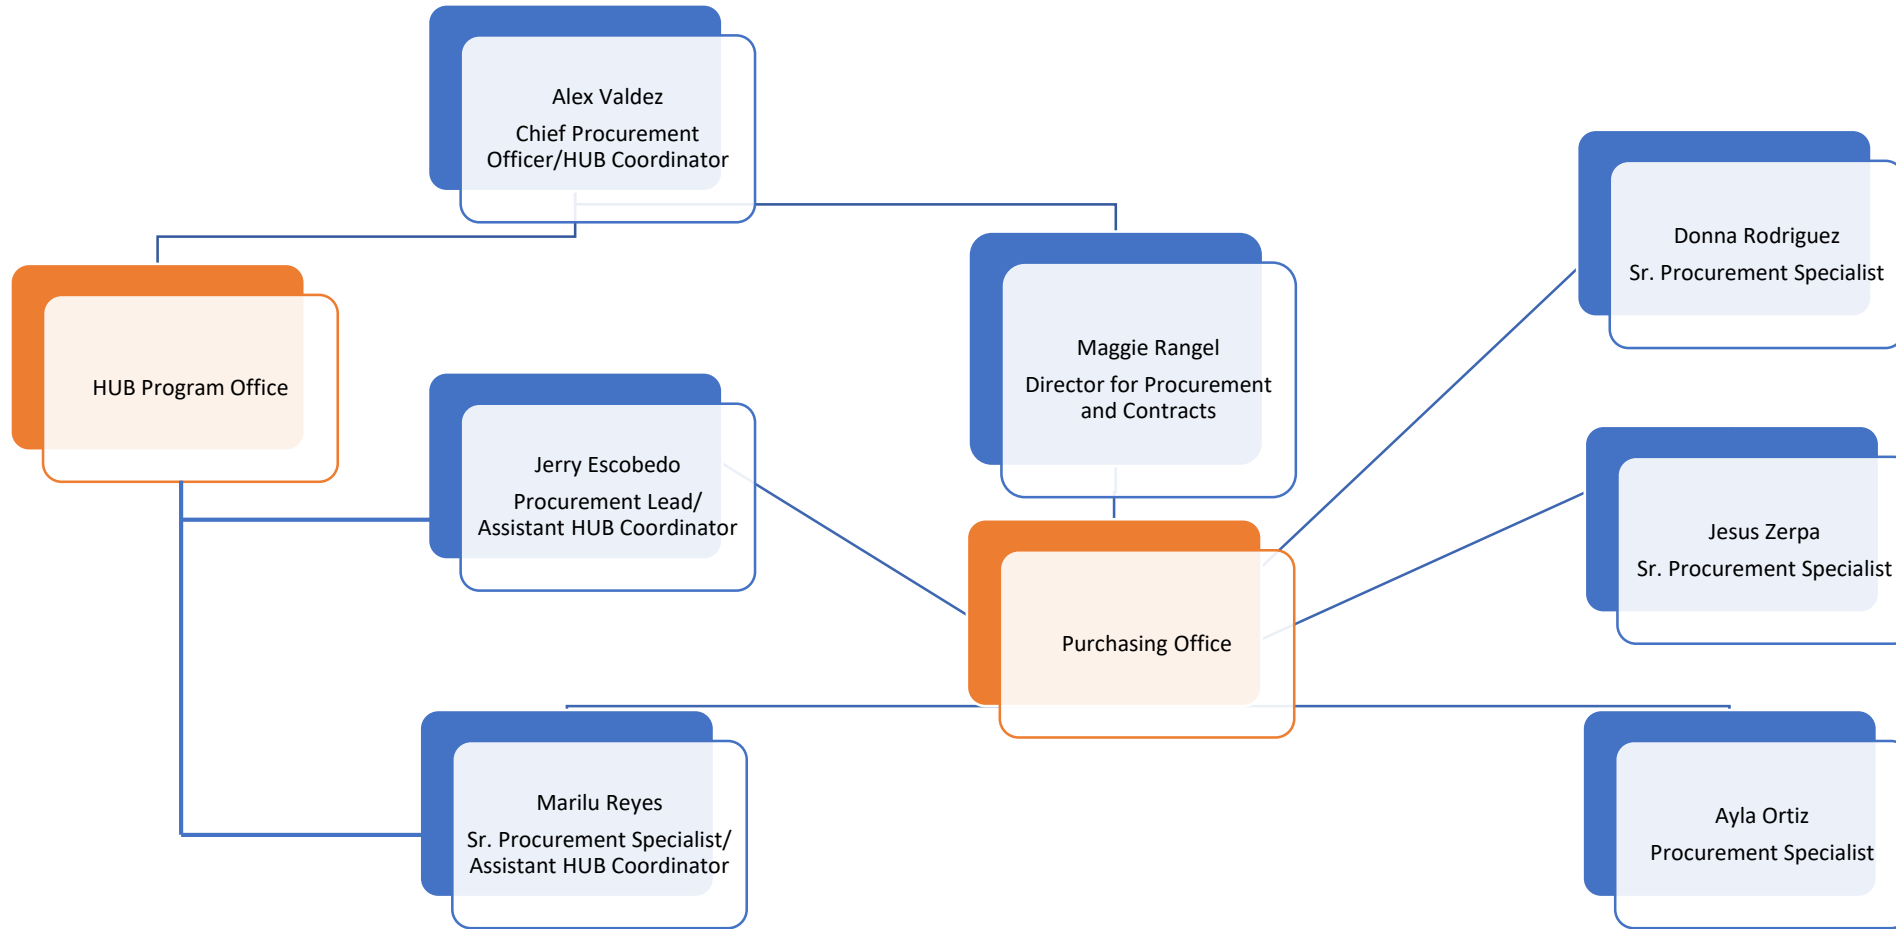 Alex Valdez
Chief Procurement
Officer/HUB Coordinator
Donna Rodriguez
Sr. Procurement Specialist
HUB Program Office
Maggie Rangel
Director for Procurement
and Contracts
Jerry Escobedo
Procurement Lead/
Assistant HUB Coordinator
Jesus Zerpa
Sr. Procurement Specialist
Purchasing Office
Marilu Reyes
Sr. Procurement Specialist/
Assistant HUB Coordinator
Ayla Ortiz
Procurement Specialist